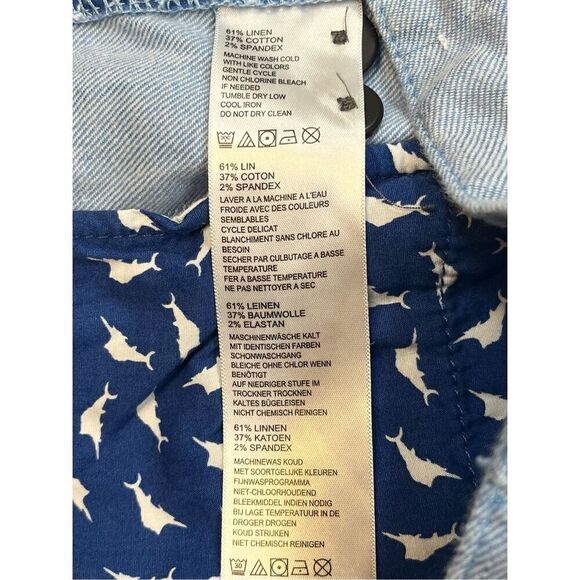 61% LINEN
37% COTTON
2% SPANDEX
MACHINE WASH COLD
WITH LIKE COLORS
GENTLE CYCLE
NON CHLORINE BLEACH
IF NEEDED
TUMBLE DRY LOW
COOL IRON
DO NOT DRY CLEAN
61% LIN
37% COTON
2% SPANDEX
LAVER A LA MACHINE A L'EAU
FROIDE AVEC DES COULEURS
SEMBLABLES
CYCLE DELICAT
BLANCHIMENT SANS CHLORE AU
BESOIN
SECHER PAR CULBUTAGE A BASSE
TEMPERATURE
FER A BASSE TEMPERATURE
NE PAS NETTOYER A SEC
61% LEINEN
37% BAUMWOLLE
2% ELASTAN
MASCHINENWÄSCHE KALT
MIT IDENTISCHEN FARBEN
SCHONWASCHGANG
BLEICHE OHNE CHLOR WENN
BENÖTIGT
AUF NIEDRIGER STUFE IM
TROCKNER TROCKNEN
KALTES BÜGELEISEN
NICHT CHEMISCH REINIGEN
61% LINNEN
37% KATOEN
2% SPANDEX
MACHINEWAS KOUD
MET SOORTGELIJKE KLEUREN
FIJNWASPROGRAMMA
NIET-CHLOORHOUDEND
BLEEKMIDDEL INDIEN NODIG
BIJ LAGE TEMPERATUUR IN DE
DROGER DROGEN
KOUD STRIJKEN
NIET CHEMISCH REINIGEN
30